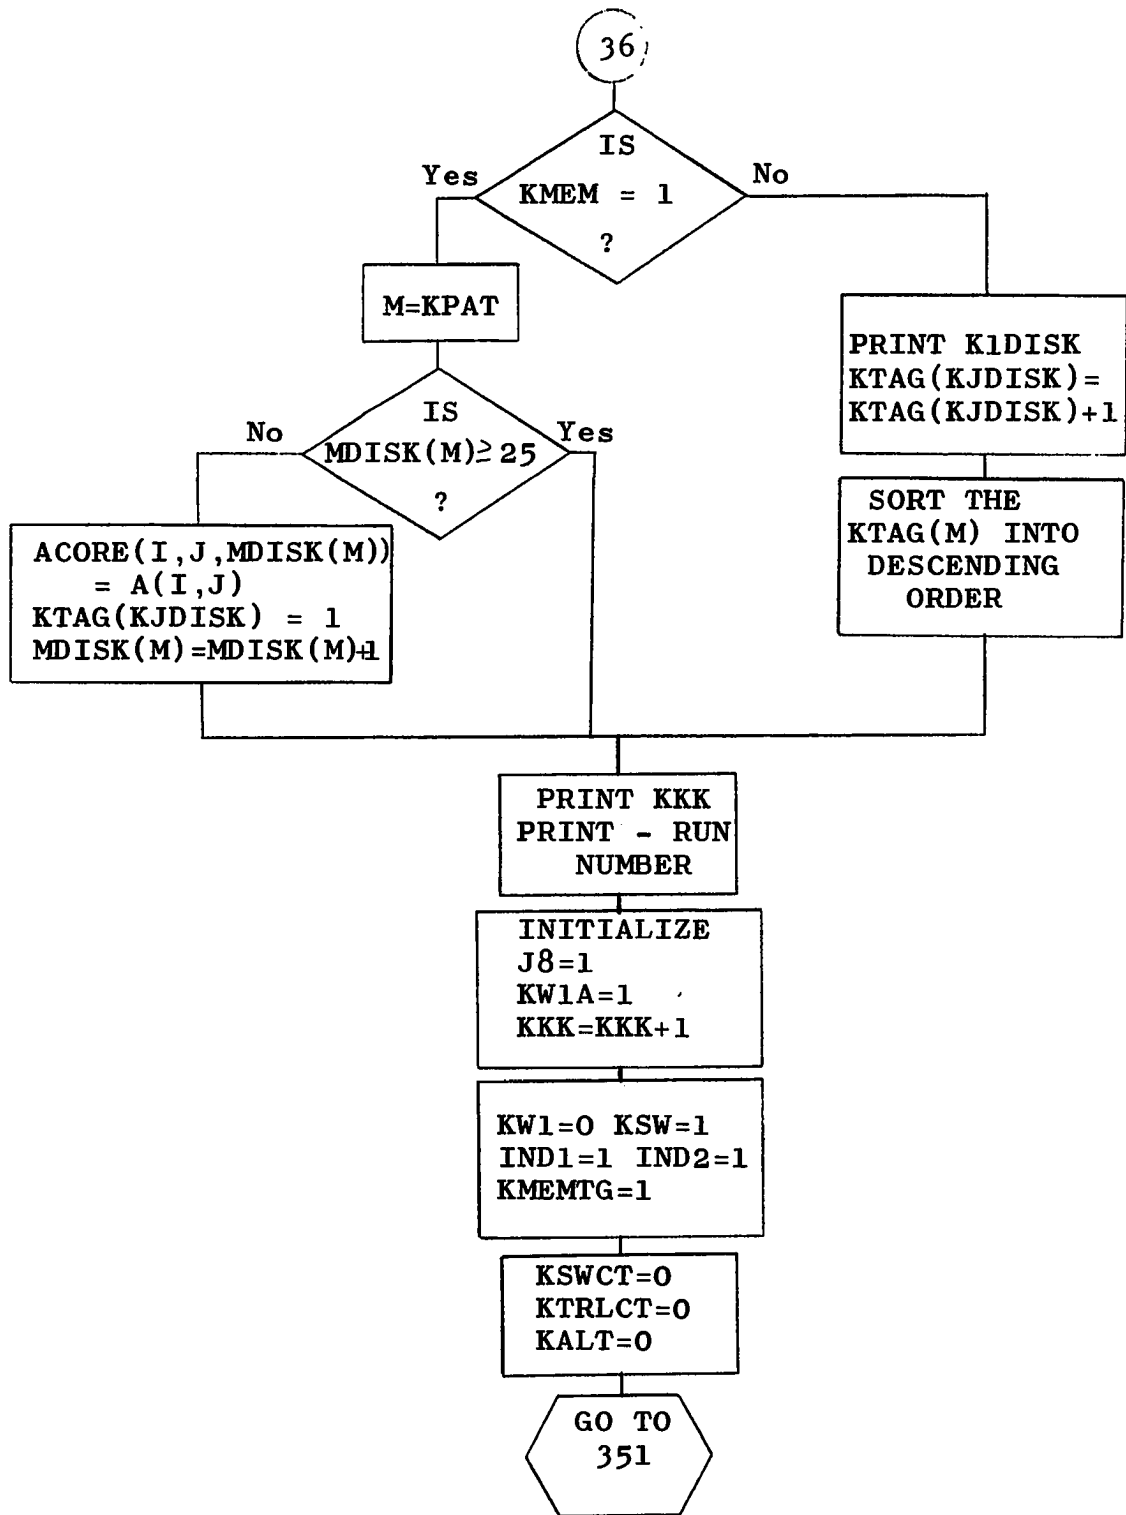 36
IS
KMEM = 1
?
Yes
No
M=KPAT
PRINT K1DISK
KTAG(KJDISK)=
KTAG(KJDISK)+1
IS
MDISK(M)≥25
?
No
Yes
SORT THE
KTAG(M) INTO
DESCENDING
ORDER
ACORE(I,J,MDISK(M))
= A(I,J)
KTAG(KJDISK) = 1
MDISK(M)=MDISK(M)+1
PRINT KKK
PRINT - RUN
NUMBER
INITIALIZE
J8=1
KW1A=1
KKK=KKK+1
KW1=0 KSW=1
IND1=1 IND2=1
KMEMTG=1
KSWCT=0
KTRLCT=0
KALT=0
GO TO
351